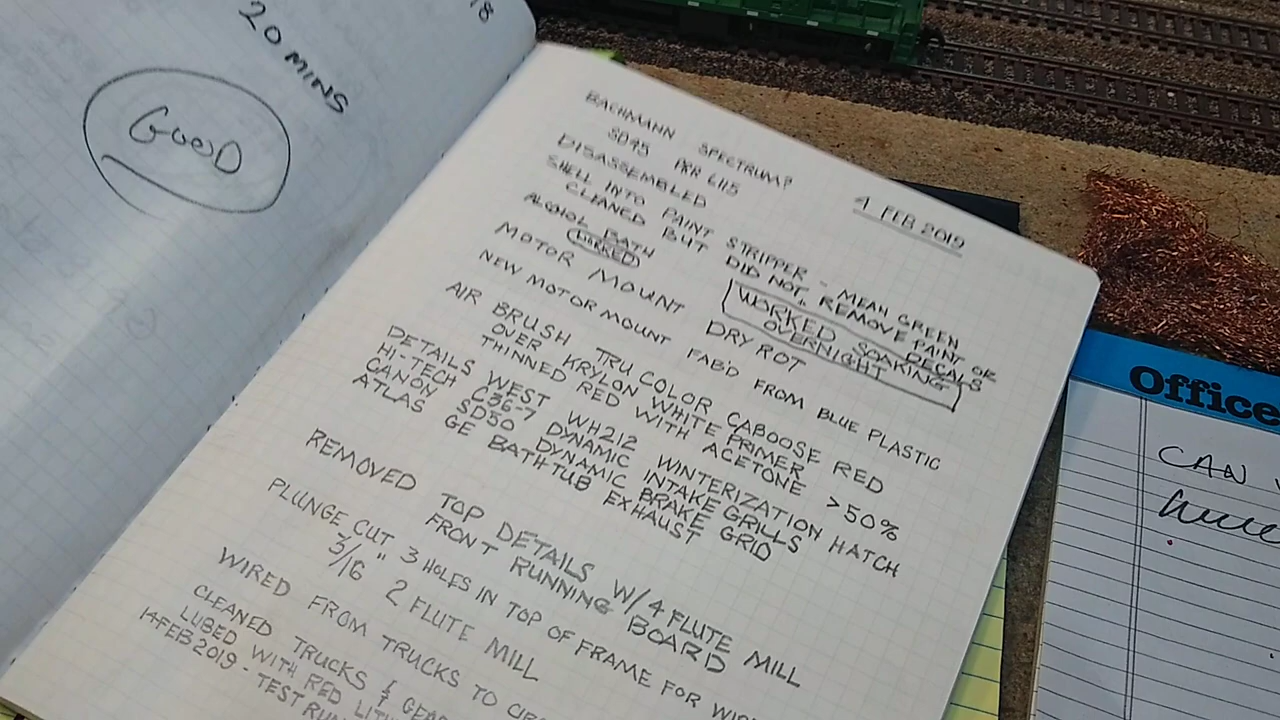 18
20 MINS
GOOD
BACHMANN SPECTRUM?
SD45 PRR 6115
4 FEB 2019
DISASSEMBLED
SHELL INTO PAINT STRIPPER - MEAN GREEN
CLEANED BUT DID NOT REMOVE PAINT OR DECALS
ALCOHOL BATH
WORKED
WORKED SOAKING
OVERNIGHT
MOTOR MOUNT DRY ROT
NEW MOTOR MOUNT FAB'D FROM BLUE PLASTIC
AIR BRUSH TRU COLOR CABOOSE RED
OVER KRYLON WHITE PRIMER
THINNED RED WITH ACETONE >50%
DETAILS WEST WH212 WINTERIZATION HATCH
HI-TECH C36-7 DYNAMIC INTAKE GRILLS
CANON SD50 DYNAMIC BRAKE GRID
ATLAS GE BATHTUB EXHAUST
REMOVED TOP DETAILS W/4 FLUTE MILL
FRONT RUNNING BOARD
PLUNGE CUT 3 HOLES IN TOP OF FRAME FOR
3/16" 2 FLUTE MILL
WIRED FROM TRUCKS TO
CLEANED TRUCKS &
LUBED WITH RED
14 FEB 2019 - TEST
Office
CAN